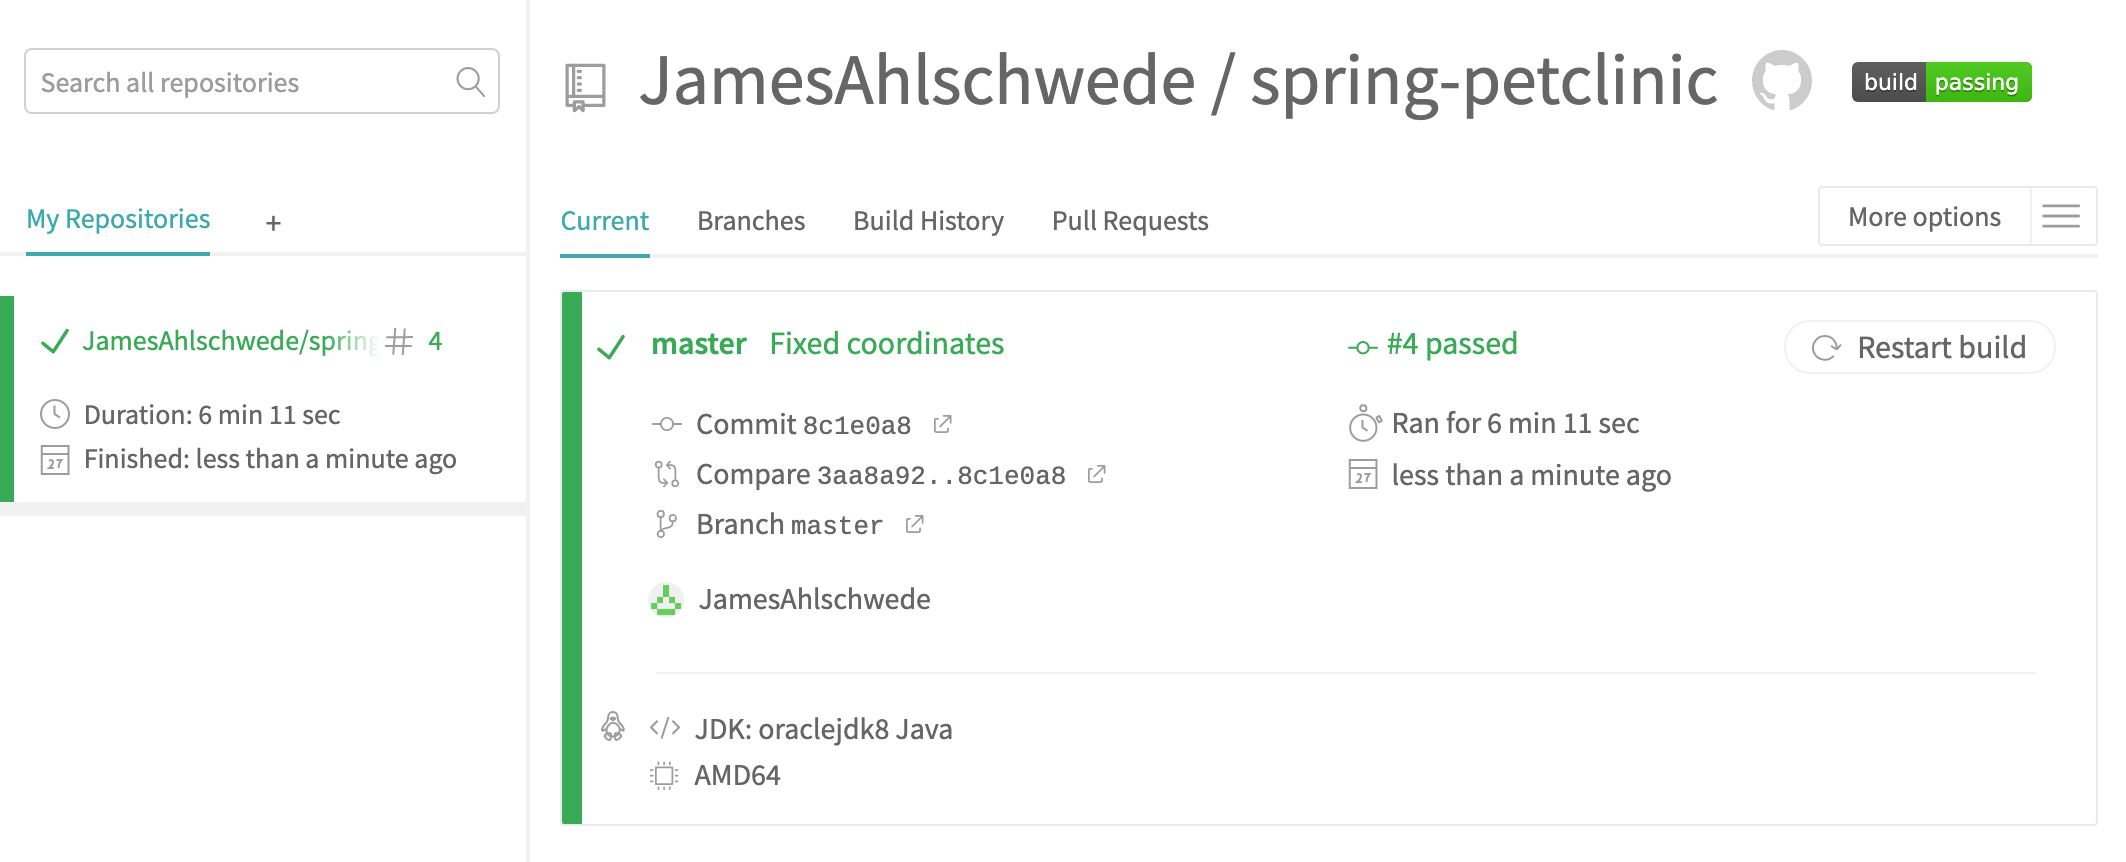 Search all repositories
My Repositories +
JamesAhlschwede/spring # 4
Duration: 6 min 11 sec
27 Finished: less than a minute ago
JamesAhlschwede / spring-petclinic
build passing
Current Branches Build History Pull Requests
More options
master Fixed coordinates
Commit 8c1e0a8
Compare 3aa8a92..8c1e0a8
Branch master
JamesAhlschwede
#4 passed
Ran for 6 min 11 sec
27 less than a minute ago
Restart build
</> JDK: oraclejdk8 Java
AMD64